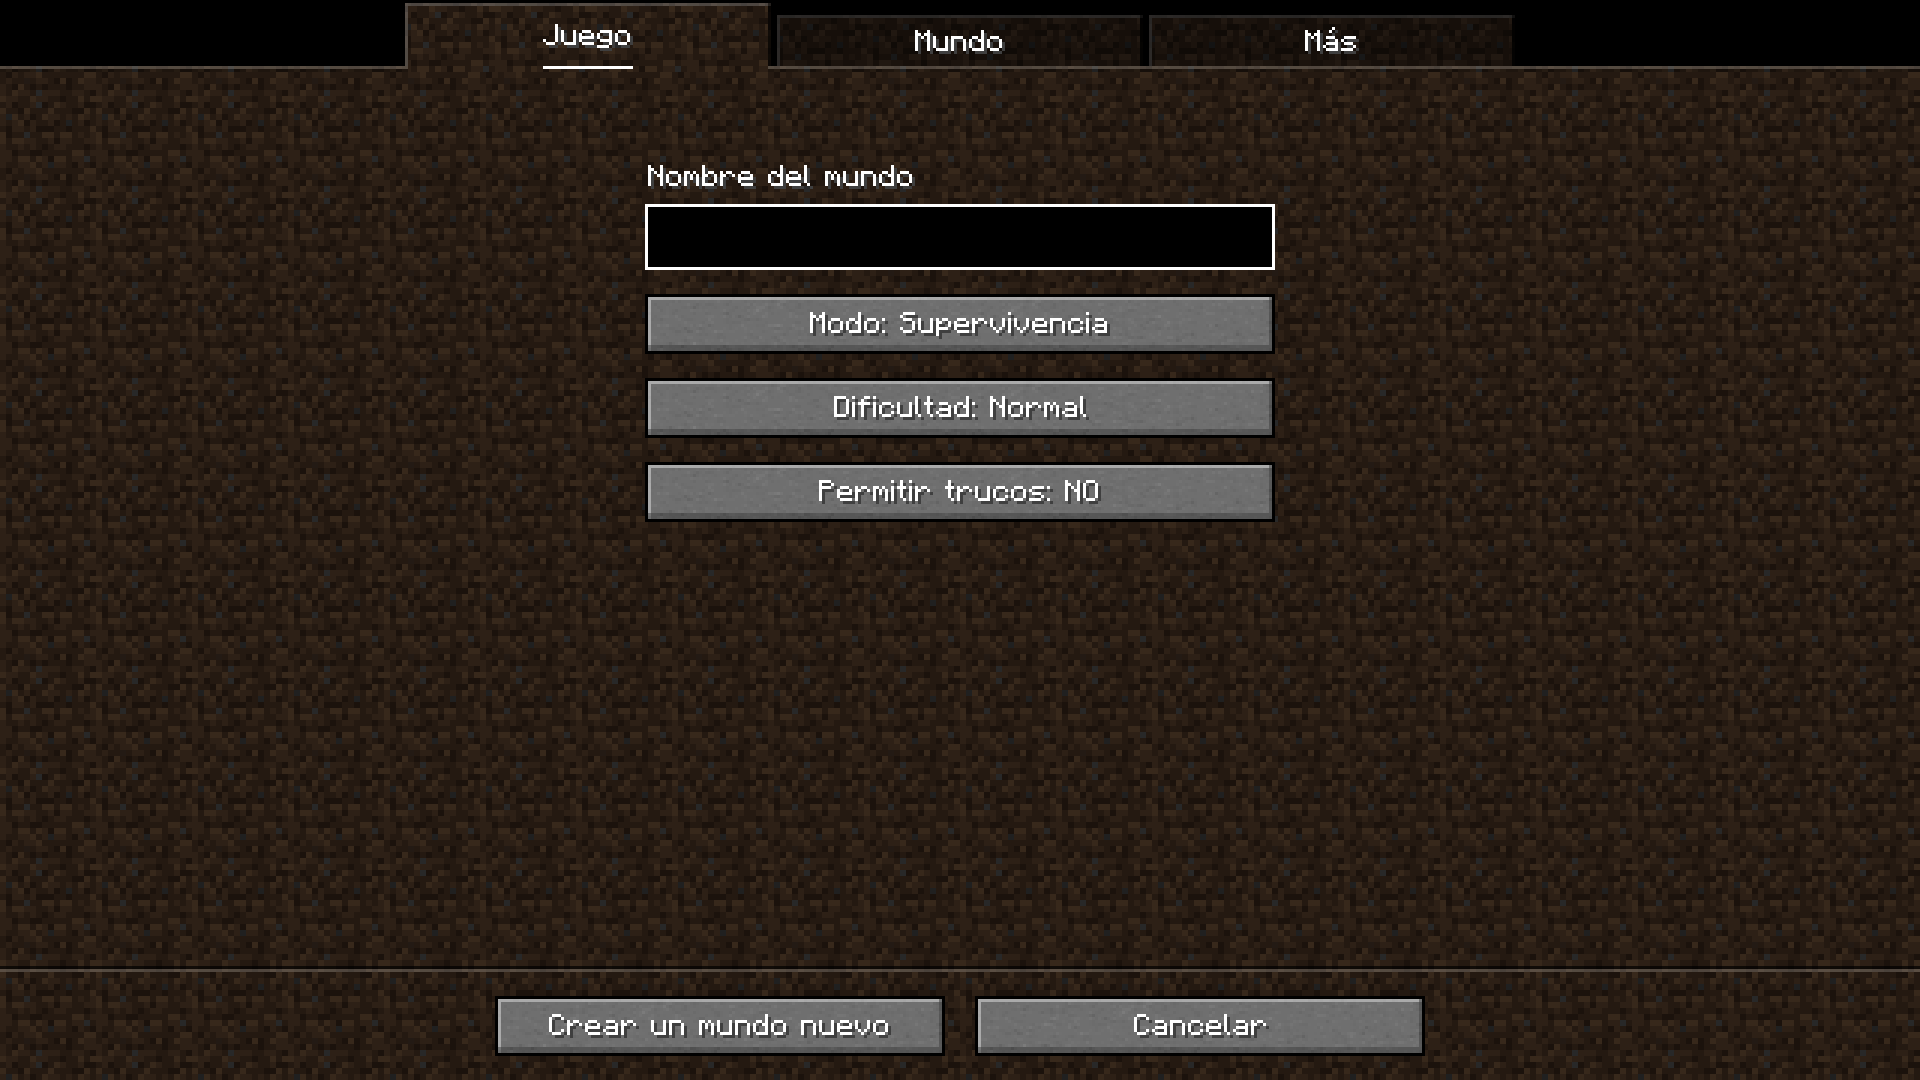 Juego
Mundo
Más
Nombre del mundo
Modo: Supervivencia
Dificultad: Normal
Permitir trucos: NO
Crear un mundo nuevo
Cancelar